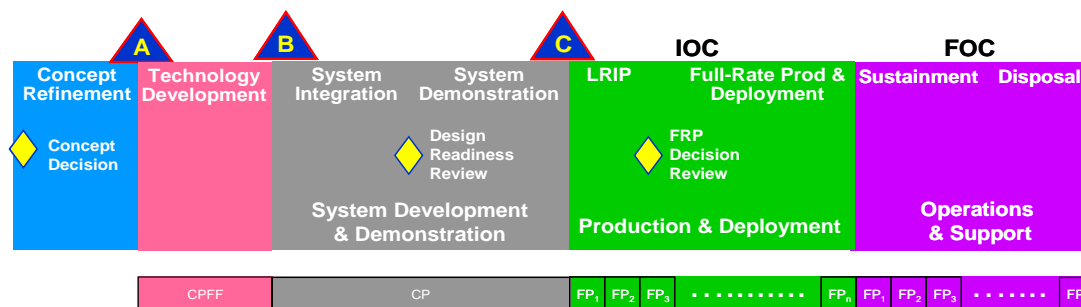 A
B
C
IOC
FOC
Concept
Refinement
Technology
Development
System
Integration
System
Demonstration
LRIP
Full-Rate Prod &
Deployment
Sustainment
Disposal
Concept
Decision
Design
Readiness
Review
FRP
Decision
Review
System Development
& Demonstration
Production & Deployment
Operations
& Support
CPFF
CP
FP1
FP2
FP3
...........
FPn
FP1
FP2
FP3
.......
FP